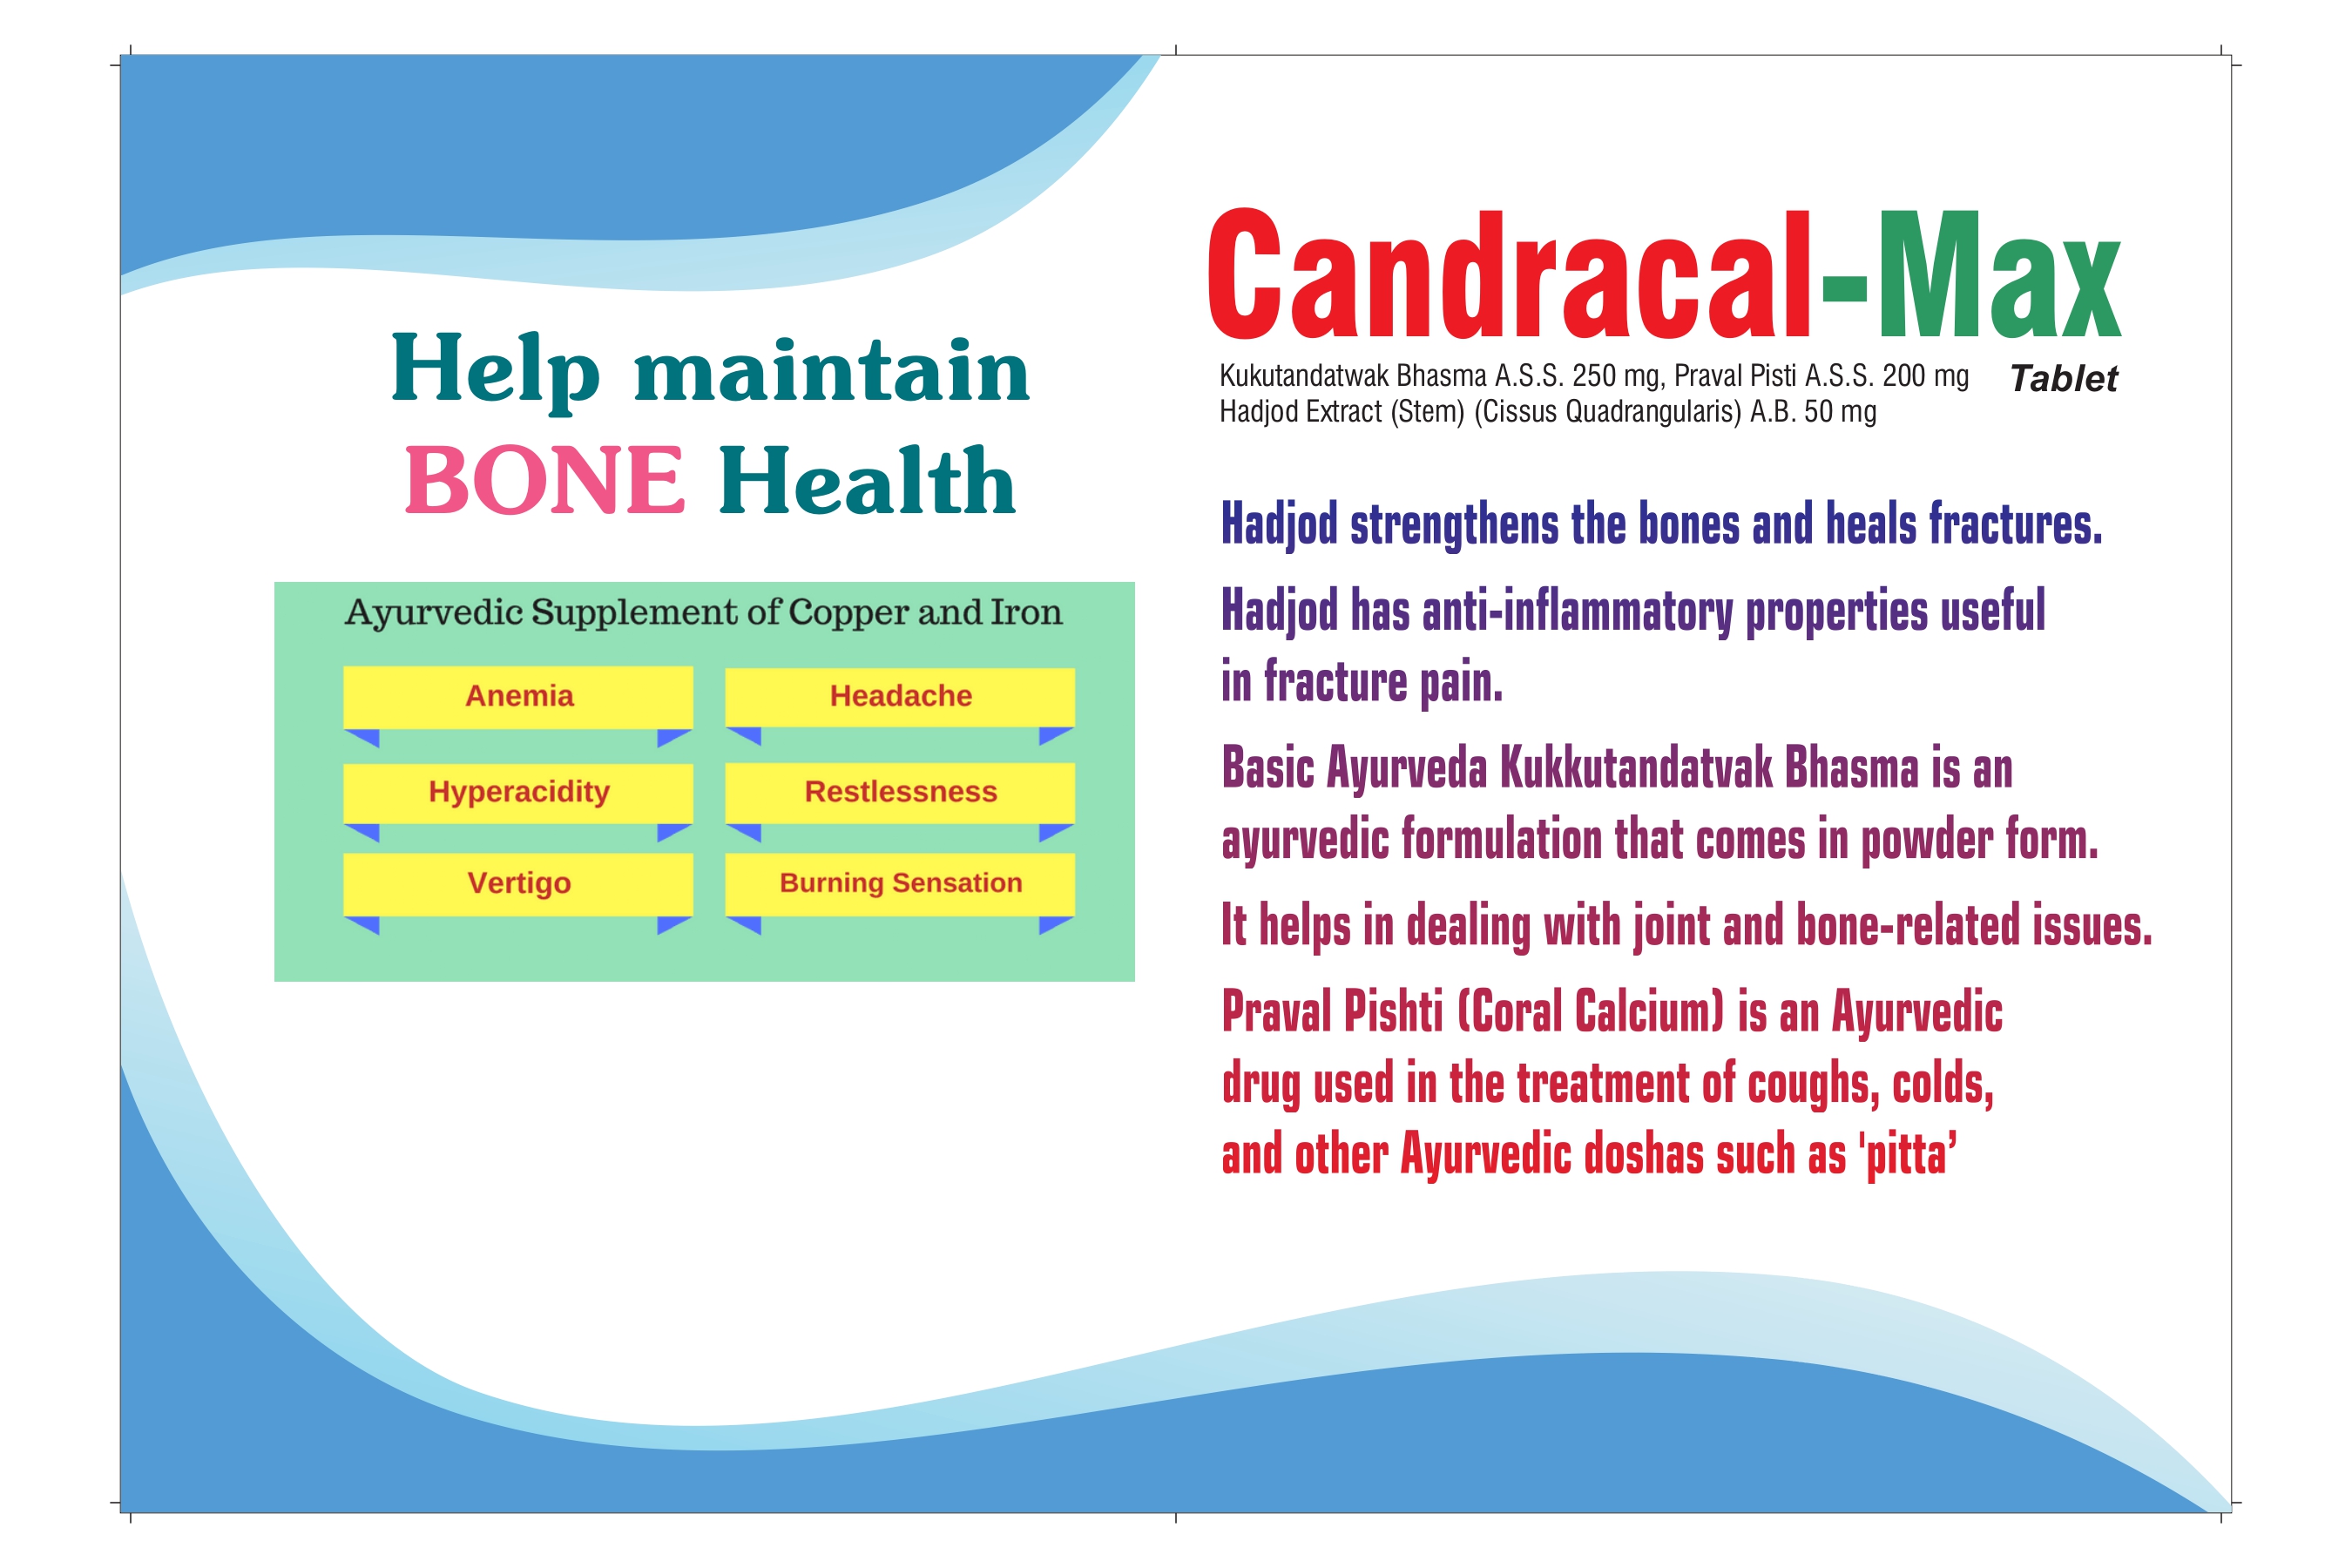 Help maintain
BONE Health
Ayurvedic Supplement of Copper and Iron
Anemia
Headache
Hyperacidity
Restlessness
Vertigo
Burning Sensation
Candracal-Max
Kukutandatwak Bhasma A.S.S. 250 mg, Praval Pisti A.S.S. 200 mg
Tablet
Hadjod Extract (Stem) (Cissus Quadrangularis) A.B. 50 mg
Hadjod strengthens the bones and heals fractures.
Hadjod has anti-inflammatory properties useful
in fracture pain.
Basic Ayurveda Kukkutandatvak Bhasma is an
ayurvedic formulation that comes in powder form.
It helps in dealing with joint and bone-related issues.
Praval Pishti (Coral Calcium) is an Ayurvedic
drug used in the treatment of coughs, colds,
and other Ayurvedic doshas such as 'pitta’